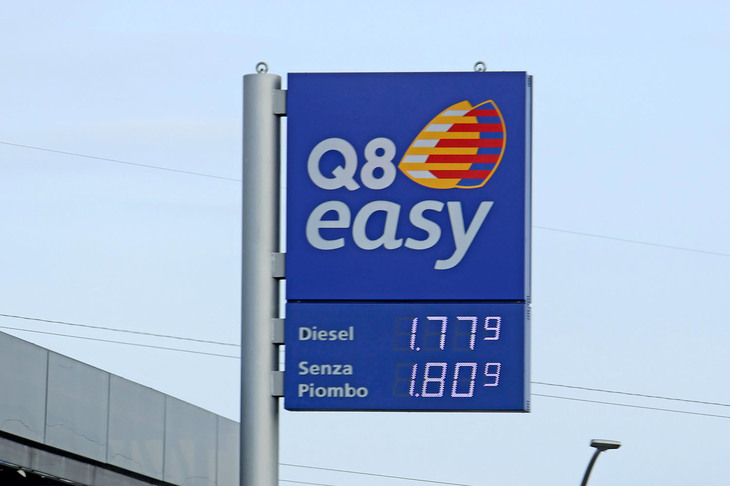 Q8
easy
Diesel 1.77⁹
Senza
Piombo 1.80⁹